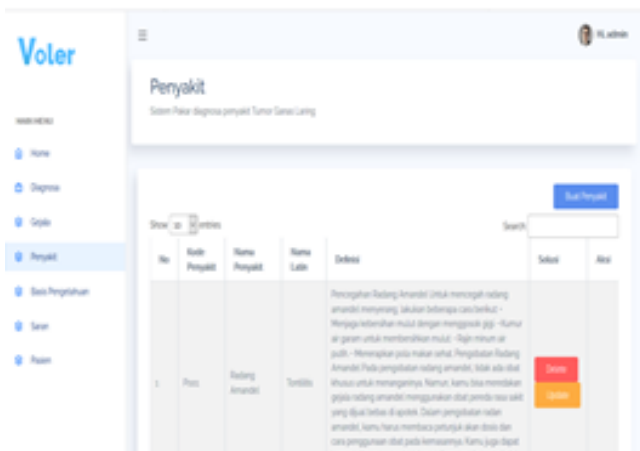 Voler
Hi, admin
Penyakit
Sistem Pakar diagnosa penyakit Tumor Ganas Laring
MAIN MENU
Home
Diagnosa
Gejala
Penyakit
Basis Pengetahuan
Saran
Pasien
Buat Penyakit
Show 10 entries
Search:
No
Kode Penyakit
Nama Penyakit
Nama Latin
Definisi
Solusi
Aksi
1
Radang Amandel
Tonsilitis
Pencegahan Radang Amandel Untuk mencegah radang
amandel menyerang, lakukan beberapa cara berikut: -
Menjaga kebersihan mulut dengan menggosok gigi - Kumur
air garam untuk membersihkan mulut - Rajin minum air
putih - Menerapkan pola makan sehat. Pengobatan Radang
Amandel Pada pengobatan radang amandel, tidak ada obat
khusus untuk menanganinya. Namun, kamu bisa meredakan
gejala radang amandel menggunakan obat pereda rasa sakit
yang dijual bebas di apotek. Dalam pengobatan radan
amandel, kamu harus membaca petunjuk akan dosis dan
cara penggunaan obat pada kemasannya. Kamu juga dapat
Delete
Update